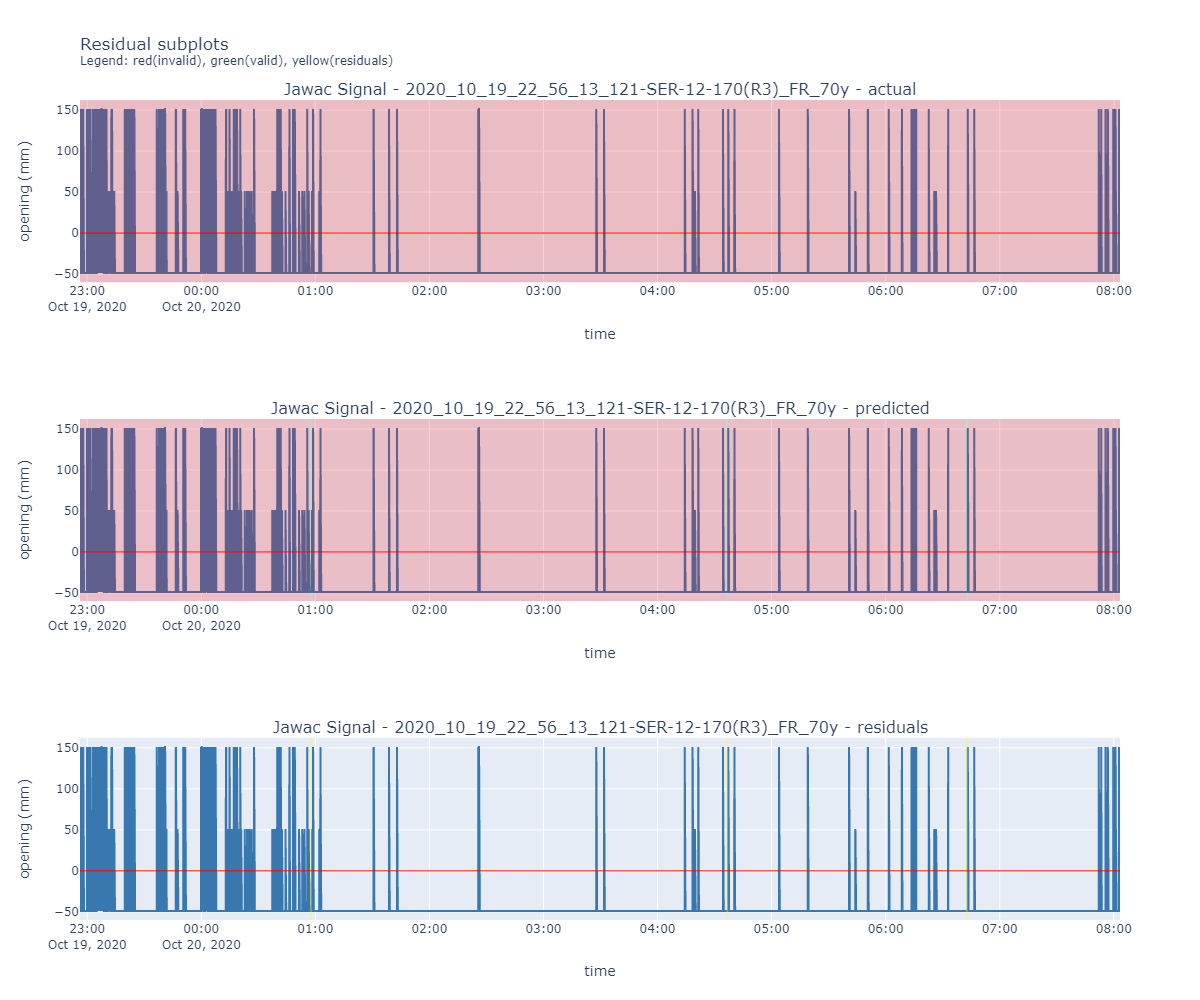 Residual subplots
Legend: red(invalid), green(valid), yellow(residuals)
Jawac Signal - 2020_10_19_22_56_13_121-SER-12-170(R3)_FR_70y - actual
150
100
50
0
−50
opening (mm)
23:00 00:00 01:00 02:00 03:00 04:00 05:00 06:00 07:00 08:00
Oct 19, 2020 Oct 20, 2020
time
Jawac Signal - 2020_10_19_22_56_13_121-SER-12-170(R3)_FR_70y - predicted
150
100
50
0
−50
opening (mm)
23:00 00:00 01:00 02:00 03:00 04:00 05:00 06:00 07:00 08:00
Oct 19, 2020 Oct 20, 2020
time
Jawac Signal - 2020_10_19_22_56_13_121-SER-12-170(R3)_FR_70y - residuals
150
100
50
0
−50
opening (mm)
23:00 00:00 01:00 02:00 03:00 04:00 05:00 06:00 07:00 08:00
Oct 19, 2020 Oct 20, 2020
time